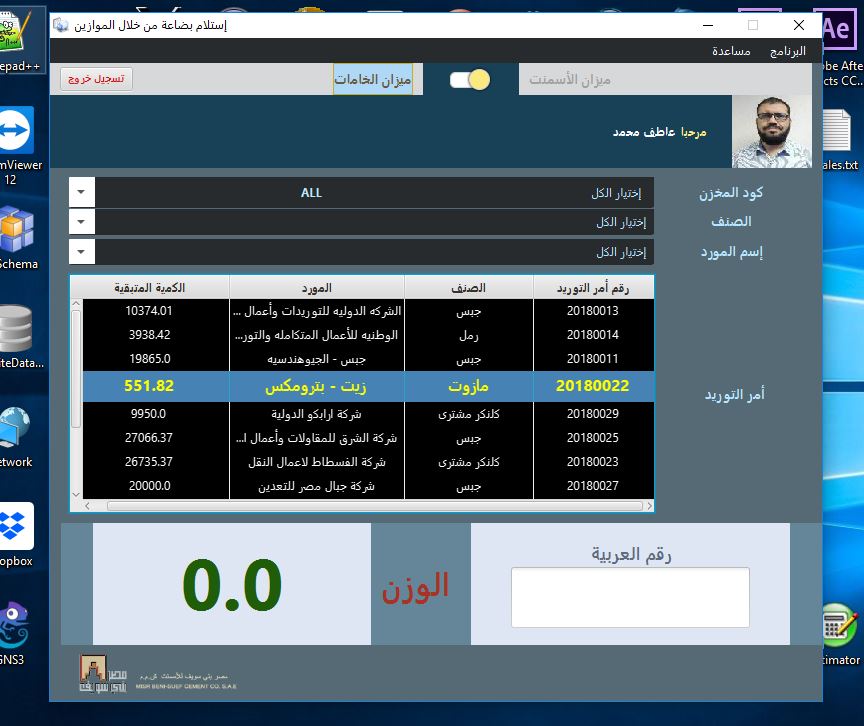 إستلام بضاعة من خلال الموازين
البرنامج مساعدة
ميزان الأسمنت
ميزان الخامات
تسجيل خروج
مرحبا عاطف محمد
كود المخزن
إختيار الكل ALL
الصنف
إختيار الكل
إسم المورد
إختيار الكل
أمر التوريد
رقم أمر التوريد الصنف المورد الكمية المتبقية
20180013 جبس الشركه الدوليه للتوريدات وأعمال ... 10374.01
20180014 رمل الوطنيه للأعمال المتكامله والتور... 3938.42
20180011 جبس جبس - الجيوهندسيه 19865.0
20180022 مازوت زيت - بترومكس 551.82
20180029 كلنكر مشترى شركة ارابكو الدولية 9950.0
20180025 جبس شركة الشرق للمقاولات وأعمال ا... 27066.37
20180023 كلنكر مشترى شركة الفسطاط لاعمال النقل 26735.37
20180027 جبس شركة جبال مصر للتعدين 20000.0
رقم العربية
الوزن
0.0
مصر
بني سويف
مصر بني سويف للأسمنت ش.م.م
MISR BENI-SUEF CEMENT CO. S.A.E
epad++
mViewer
12
Schema
iteData...
etwork
opbox
GNS3
Ae
be Afte
cts CC...
ales.txt
timator